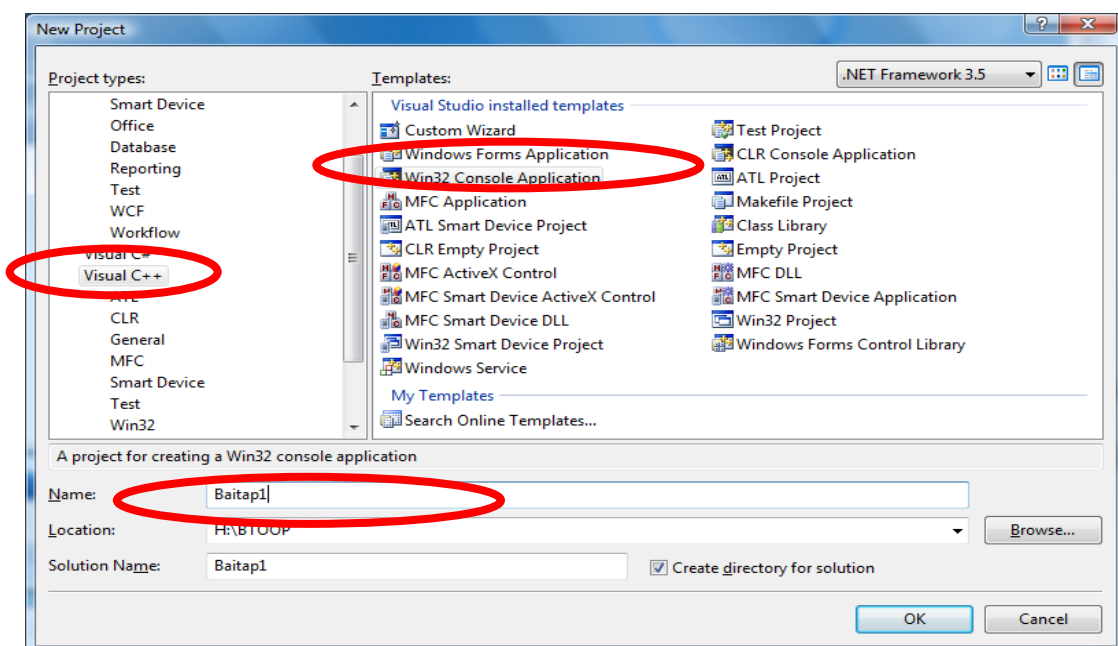 New Project
Project types:
Smart Device
Office
Database
Reporting
Test
WCF
Workflow
Visual C#
Visual C++
ATL
CLR
General
MFC
Smart Device
Test
Win32
Templates:
.NET Framework 3.5
Visual Studio installed templates
Custom Wizard
Windows Forms Application
Win32 Console Application
MFC Application
ATL Smart Device Project
CLR Empty Project
MFC ActiveX Control
MFC Smart Device ActiveX Control
MFC Smart Device DLL
Win32 Smart Device Project
Windows Service
Test Project
CLR Console Application
ATL Project
Makefile Project
Class Library
Empty Project
MFC DLL
MFC Smart Device Application
Win32 Project
Windows Forms Control Library
My Templates
Search Online Templates...
A project for creating a Win32 console application
Name: Baitap1
Location: H:\BTOOP Browse...
Solution Name: Baitap1 Create directory for solution
OK Cancel